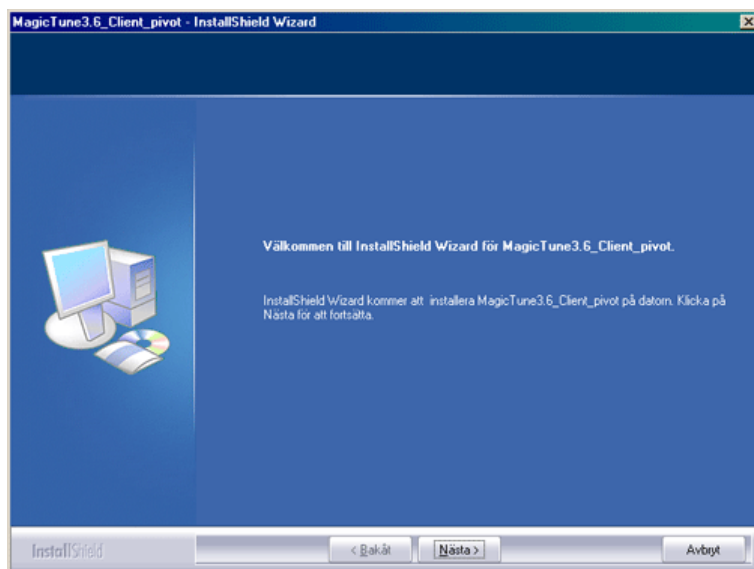 MagicTune3.6_Client_pivot - InstallShield Wizard
Välkommen till InstallShield Wizard för MagicTune3.6_Client_pivot.
InstallShield Wizard kommer att installera MagicTune3.6_Client_pivot på datorn. Klicka på
Nästa för att fortsätta.
InstallShield
< Bakåt
Nästa >
Avbryt